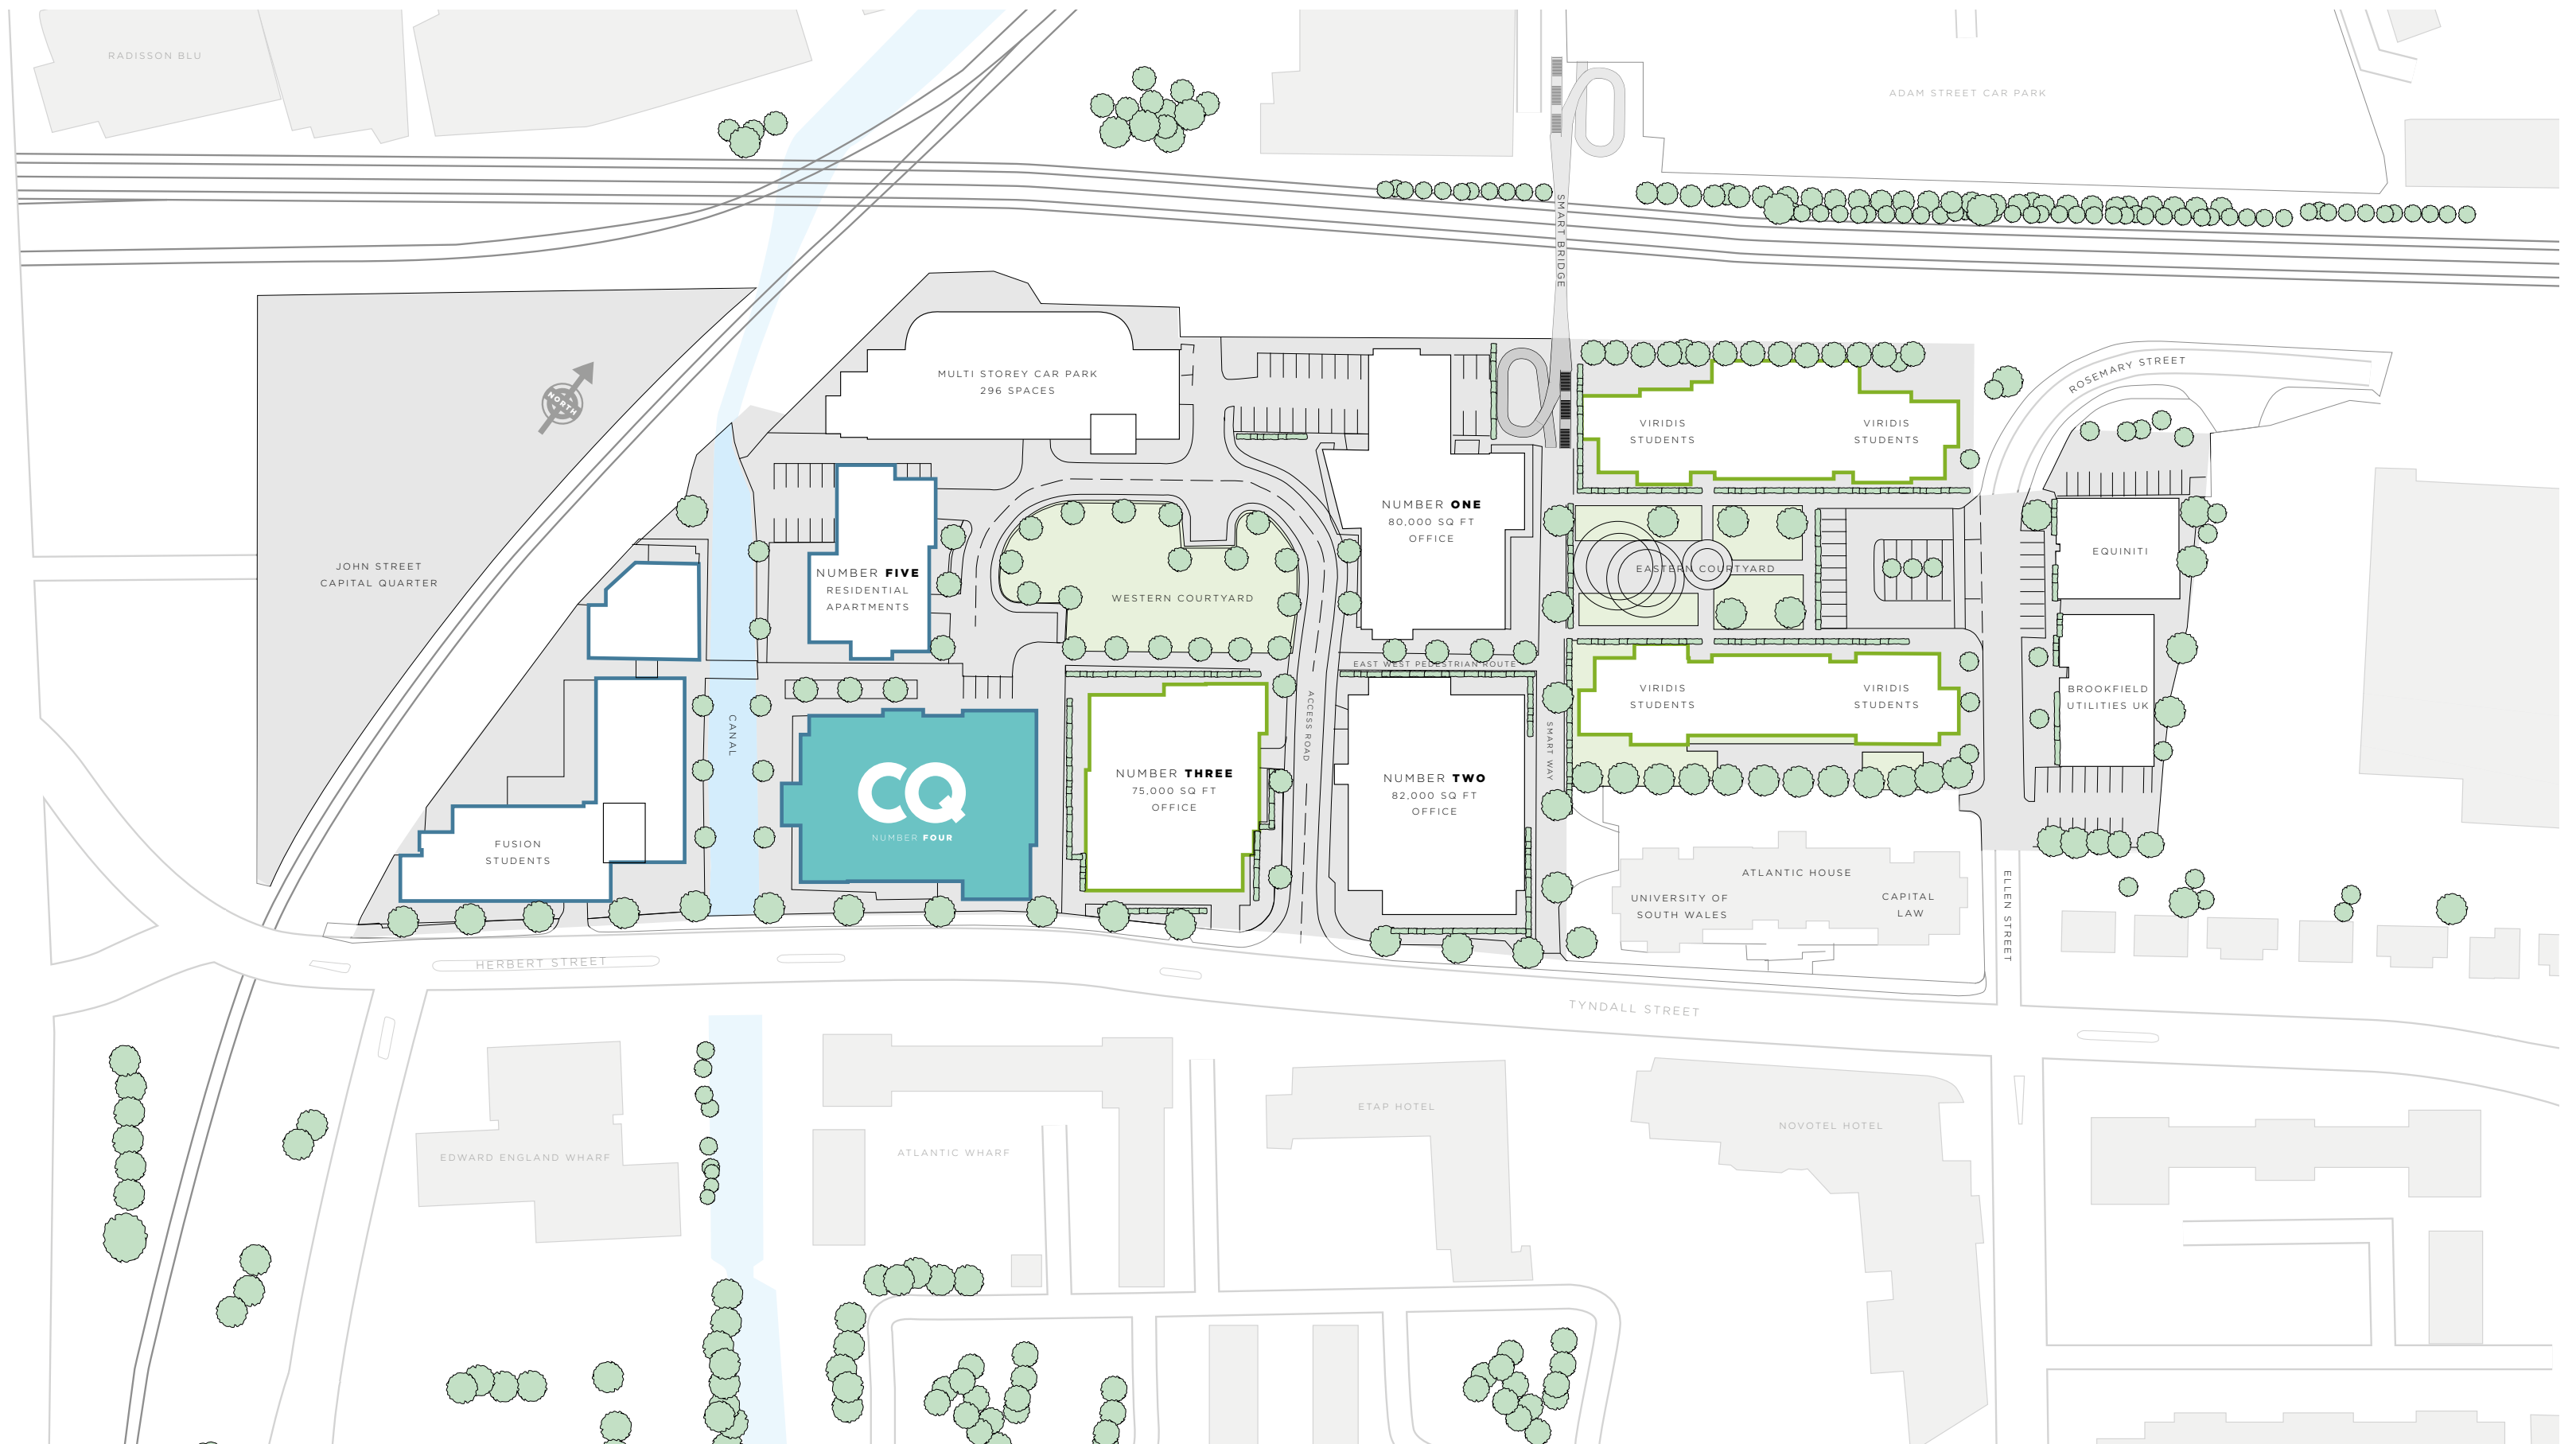 RADISSON BLU
ADAM STREET CAR PARK
SMART BRIDGE
ROSEMARY STREET
MULTI STOREY CAR PARK
296 SPACES
NORTH
VIRIDIS
STUDENTS
VIRIDIS
STUDENTS
NUMBER ONE
80,000 SQ FT
OFFICE
EQUINITI
JOHN STREET
CAPITAL QUARTER
NUMBER FIVE
RESIDENTIAL
APARTMENTS
WESTERN COURTYARD
EASTERN COURTYARD
EAST WEST PEDESTRIAN ROUTE
VIRIDIS
STUDENTS
VIRIDIS
STUDENTS
BROOKFIELD
UTILITIES UK
CANAL
ACCESS ROAD
SMART WAY
CQ
NUMBER FOUR
NUMBER THREE
75,000 SQ FT
OFFICE
NUMBER TWO
82,000 SQ FT
OFFICE
FUSION
STUDENTS
ATLANTIC HOUSE
UNIVERSITY OF
SOUTH WALES
CAPITAL
LAW
ELLEN STREET
HERBERT STREET
TYNDALL STREET
EDWARD ENGLAND WHARF
ATLANTIC WHARF
ETAP HOTEL
NOVOTEL HOTEL